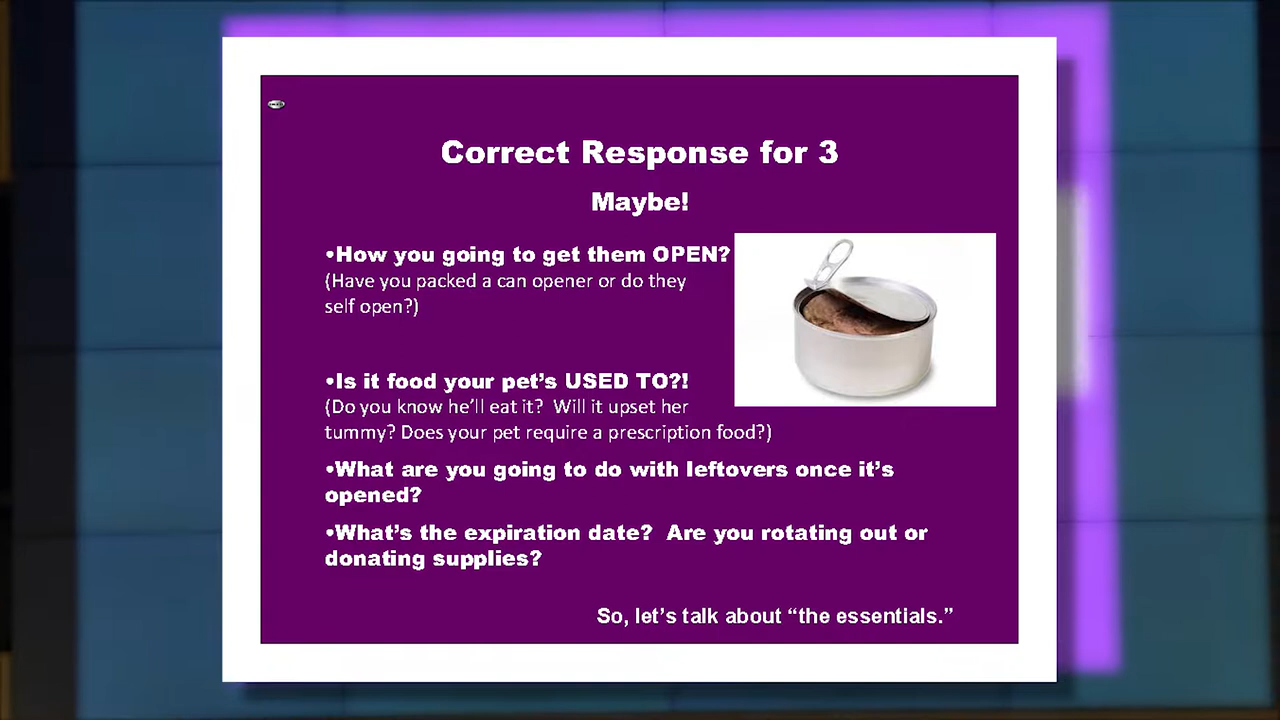 Correct Response for 3
Maybe!
•How you going to get them OPEN?
(Have you packed a can opener or do they
self open?)
•Is it food your pet’s USED TO?!
(Do you know he’ll eat it?  Will it upset her
tummy? Does your pet require a prescription food?)
•What are you going to do with leftovers once it’s
opened?
•What’s the expiration date?  Are you rotating out or
donating supplies?
So, let’s talk about “the essentials.”